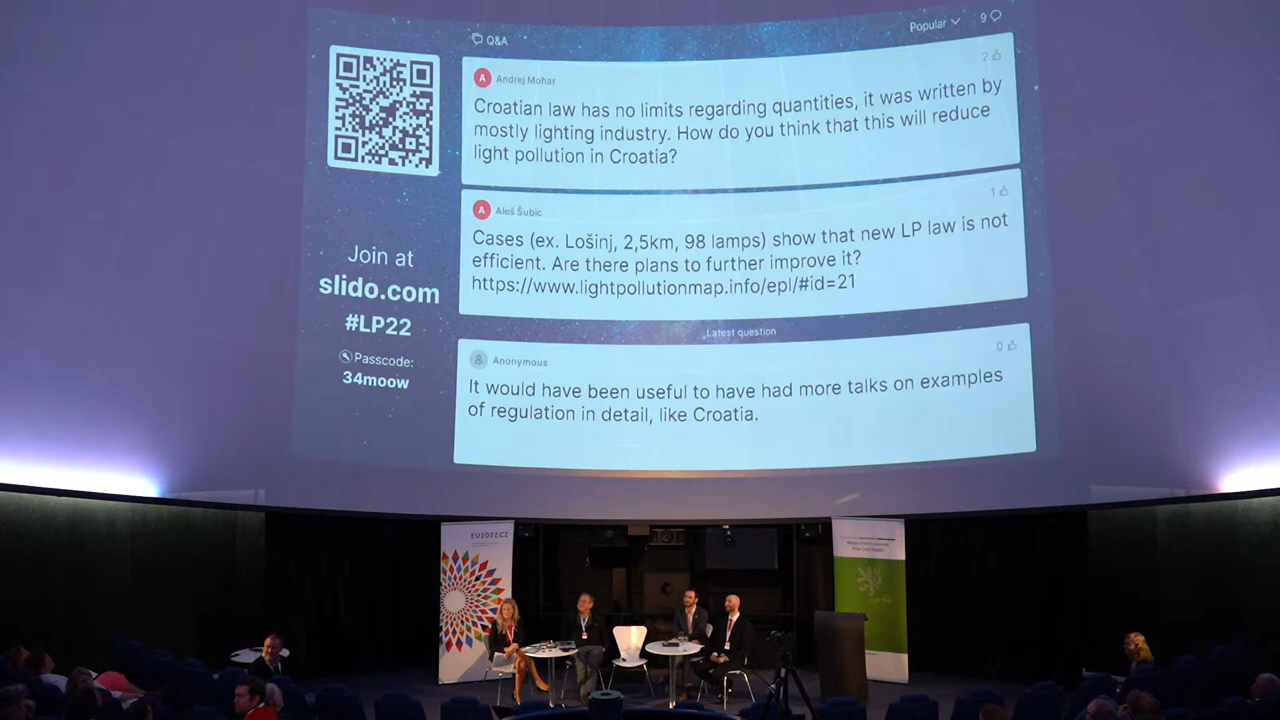 Q&A
Popular
9
A Andrej Mohar
2
Croatian law has no limits regarding quantities, it was written by
mostly lighting industry. How do you think that this will reduce
light pollution in Croatia?
A Aleš Šubic
1
Cases (ex. Lošinj, 2,5km, 98 lamps) show that new LP law is not
efficient. Are there plans to further improve it?
https://www.lightpollutionmap.info/epl/#id=21
Latest question
Anonymous
0
It would have been useful to have had more talks on examples
of regulation in detail, like Croatia.
Join at
slido.com
#LP22
Passcode:
34moow
EU2022.CZ